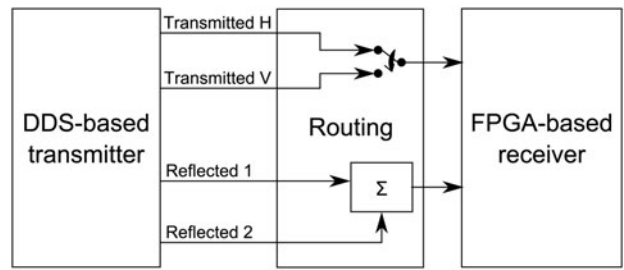 DDS-based
transmitter
Transmitted H
Transmitted V
Reflected 1
Reflected 2
Routing
Σ
FPGA-based
receiver